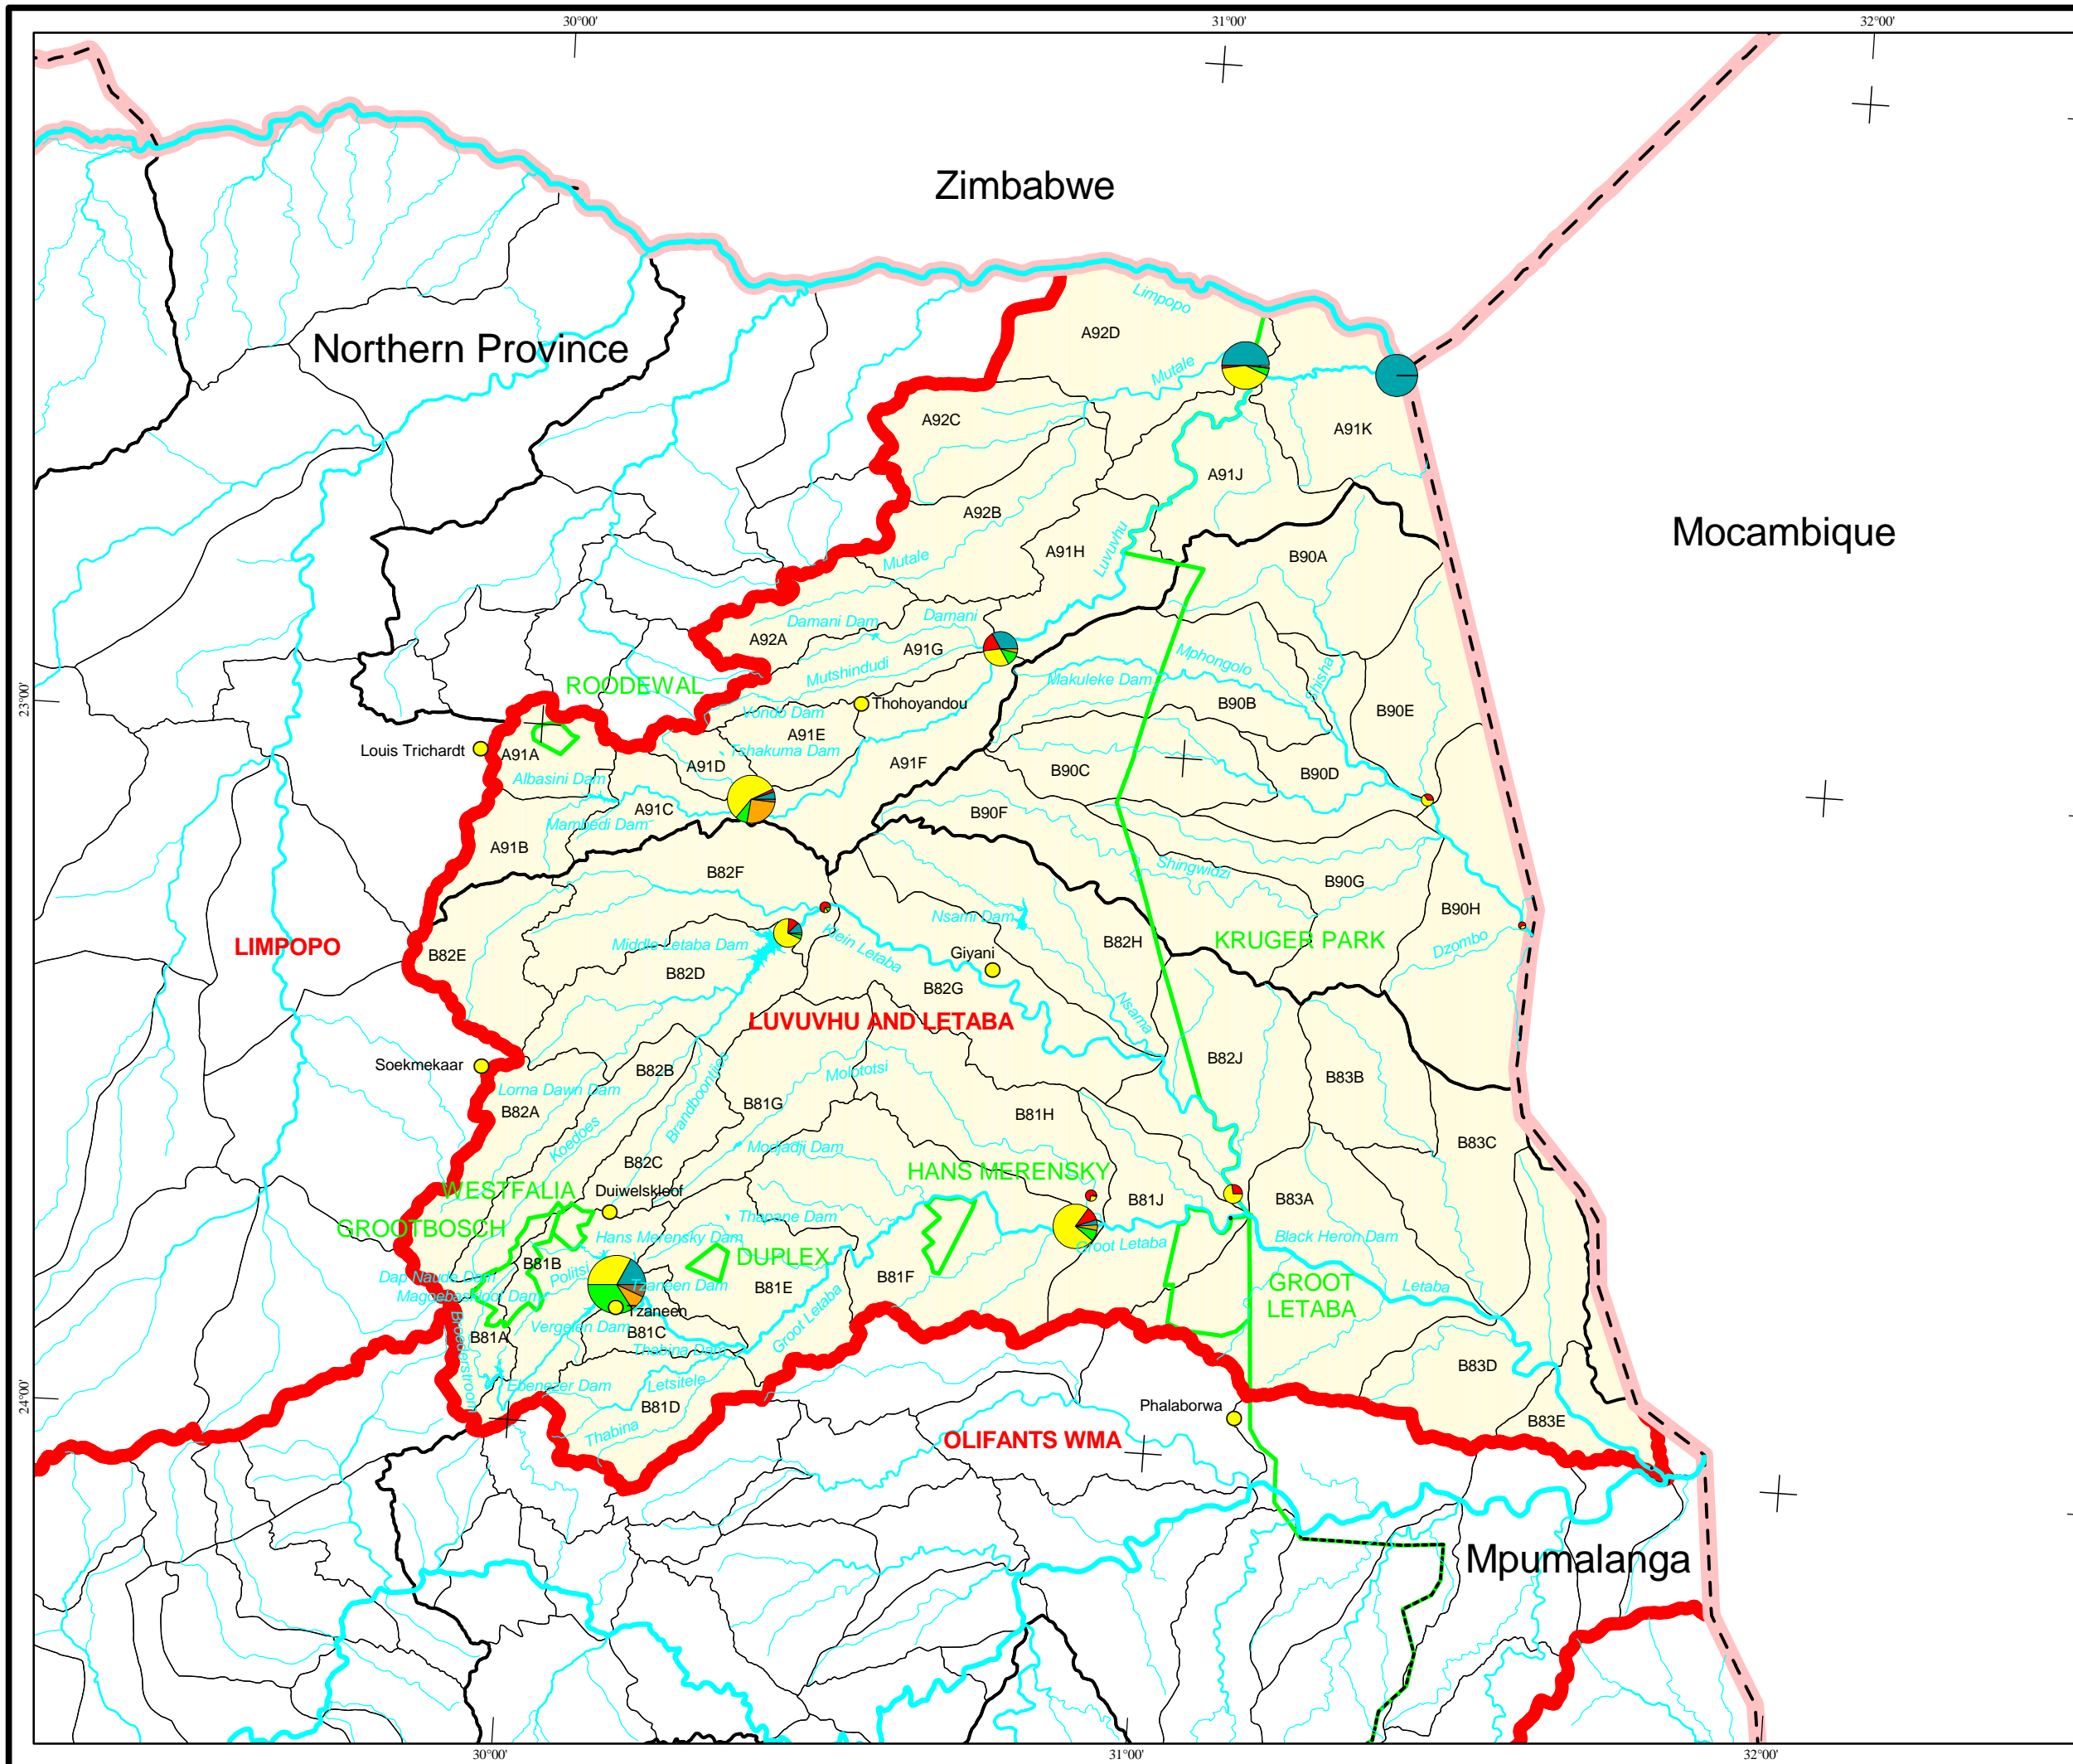 30°00'
31°00'
32°00'
Zimbabwe
Limpopo
Northern Province
A92D
Mutale
A92C
A91K
A91J
A92B
Mocambique
Luvuvhu
A91H
B90A
Mutale
Damani Dam
Damani
A92A
A91G
Mutshindudi
Mphongolo
Shisha
Makuleke Dam
ROODEWAL
23°00'
Thohoyandou
Vondo Dam
B90B
B90E
A91E
Tshakuma Dam
Louis Trichardt
A91A
A91D
A91F
B90C
B90D
Albasini Dam
A91C
B90F
Mambedi Dam
A91B
B82F
Shingwidzi
B90G
B90H
Nsami Dam
LIMPOPO
Middle Letaba Dam
Klein Letaba
B82H
KRUGER PARK
Dzombo
B82E
Giyani
B82D
B82G
Nsama
LUVUVHU AND LETABA
B82J
Soekmekaar
B82B
Molototsi
B83B
Lorna Dawn Dam
Brandboontjies
B82A
B81G
B81H
Koedoes
B83C
Modjadji Dam
B82C
HANS MERENSKY
WESTFALIA
Duiwelskloof
B81J
B83A
GROOTBOSCH
Thapane Dam
Hans Merensky Dam
Black Heron Dam
Groot Letaba
DUPLEX
B81B
Politsi
Dap Naude Dam
Tzaneen Dam
B81E
B81F
GROOT
LETABA
Letaba
Magoebaskloof Dam
Tzaneen
Groot Letaba
Vergelen Dam
B81A
B81C
Broederstroom
Thabina Dam
B83D
Ebenezer Dam
Letsitele
24°00'
B81D
Phalaborwa
B83E
Thabina
OLIFANTS WMA
Mpumalanga
30°00'
31°00'
32°00'